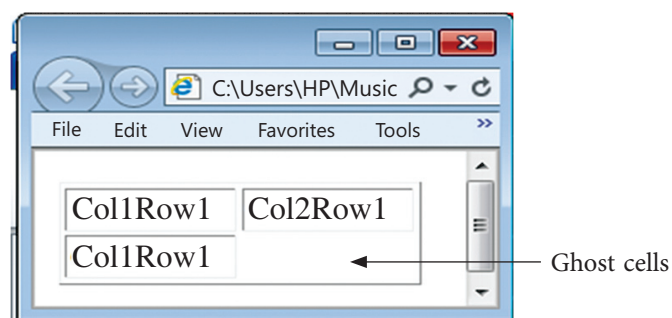 C:\Users\HP\Music
File Edit View Favorites Tools »
Col1Row1 Col2Row1
Col1Row1
Ghost cells